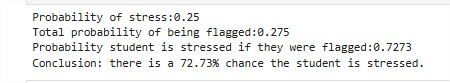 Probability of stress:0.25
Total probability of being flagged:0.275
Probability student is stressed if they were flagged:0.7273
Conclusion: there is a 72.73% chance the student is stressed.